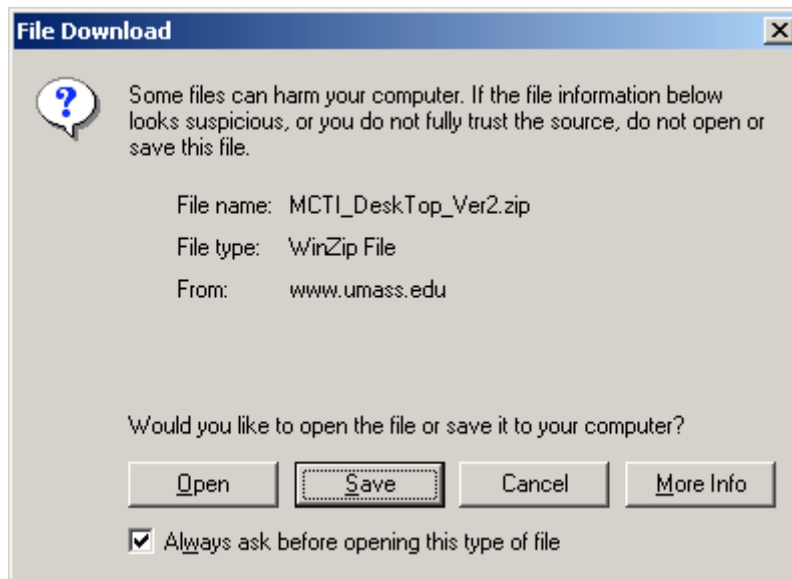 File Download
Some files can harm your computer. If the file information below
looks suspicious, or you do not fully trust the source, do not open or
save this file.
File name: MCTI_DeskTop_Ver2.zip
File type: WinZip File
From: www.umass.edu
Would you like to open the file or save it to your computer?
Open Save Cancel More Info
Always ask before opening this type of file